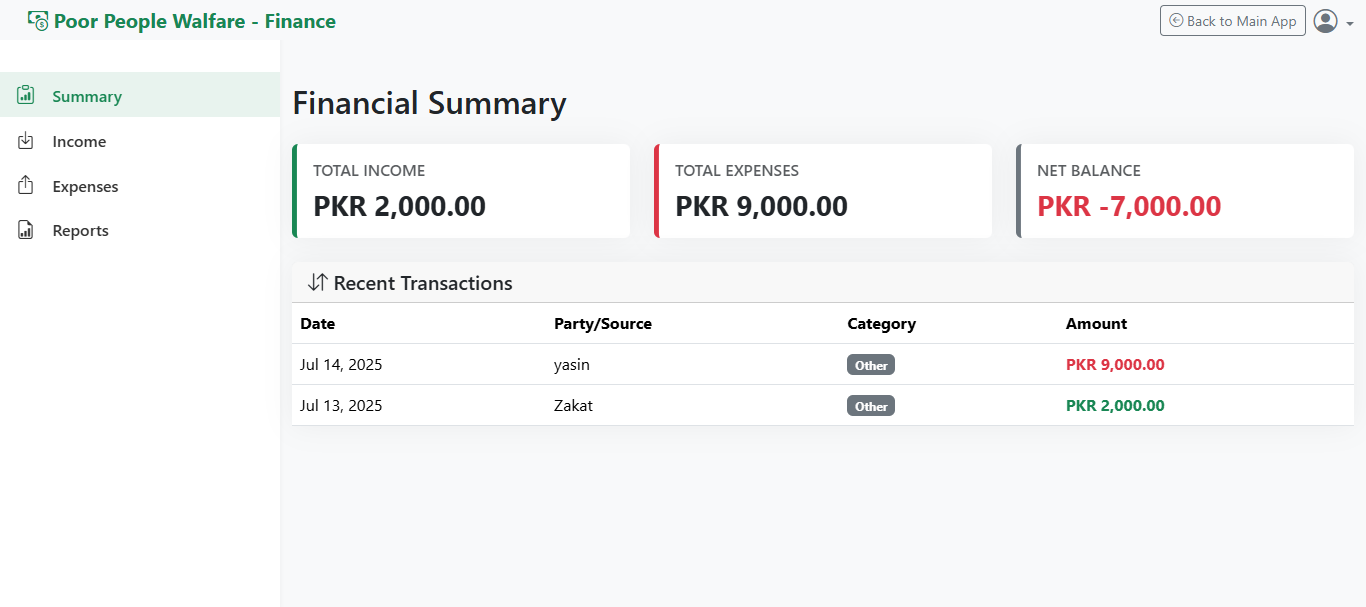 Poor People Welfare - Finance
Back to Main App
Summary
Income
Expenses
Reports
Financial Summary
TOTAL INCOME
PKR 2,000.00
TOTAL EXPENSES
PKR 9,000.00
NET BALANCE
PKR -7,000.00
Recent Transactions
Date Party/Source Category Amount
Jul 14, 2025 yasin Other PKR 9,000.00
Jul 13, 2025 Zakat Other PKR 2,000.00